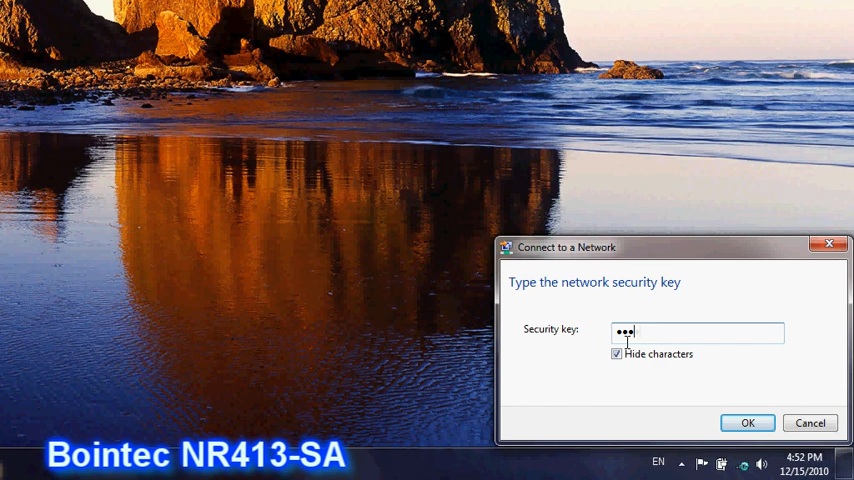 Connect to a Network
Type the network security key
Security key: •••
Hide characters
OK Cancel
Bointec NR413-SA
EN 4:52 PM
12/15/2010